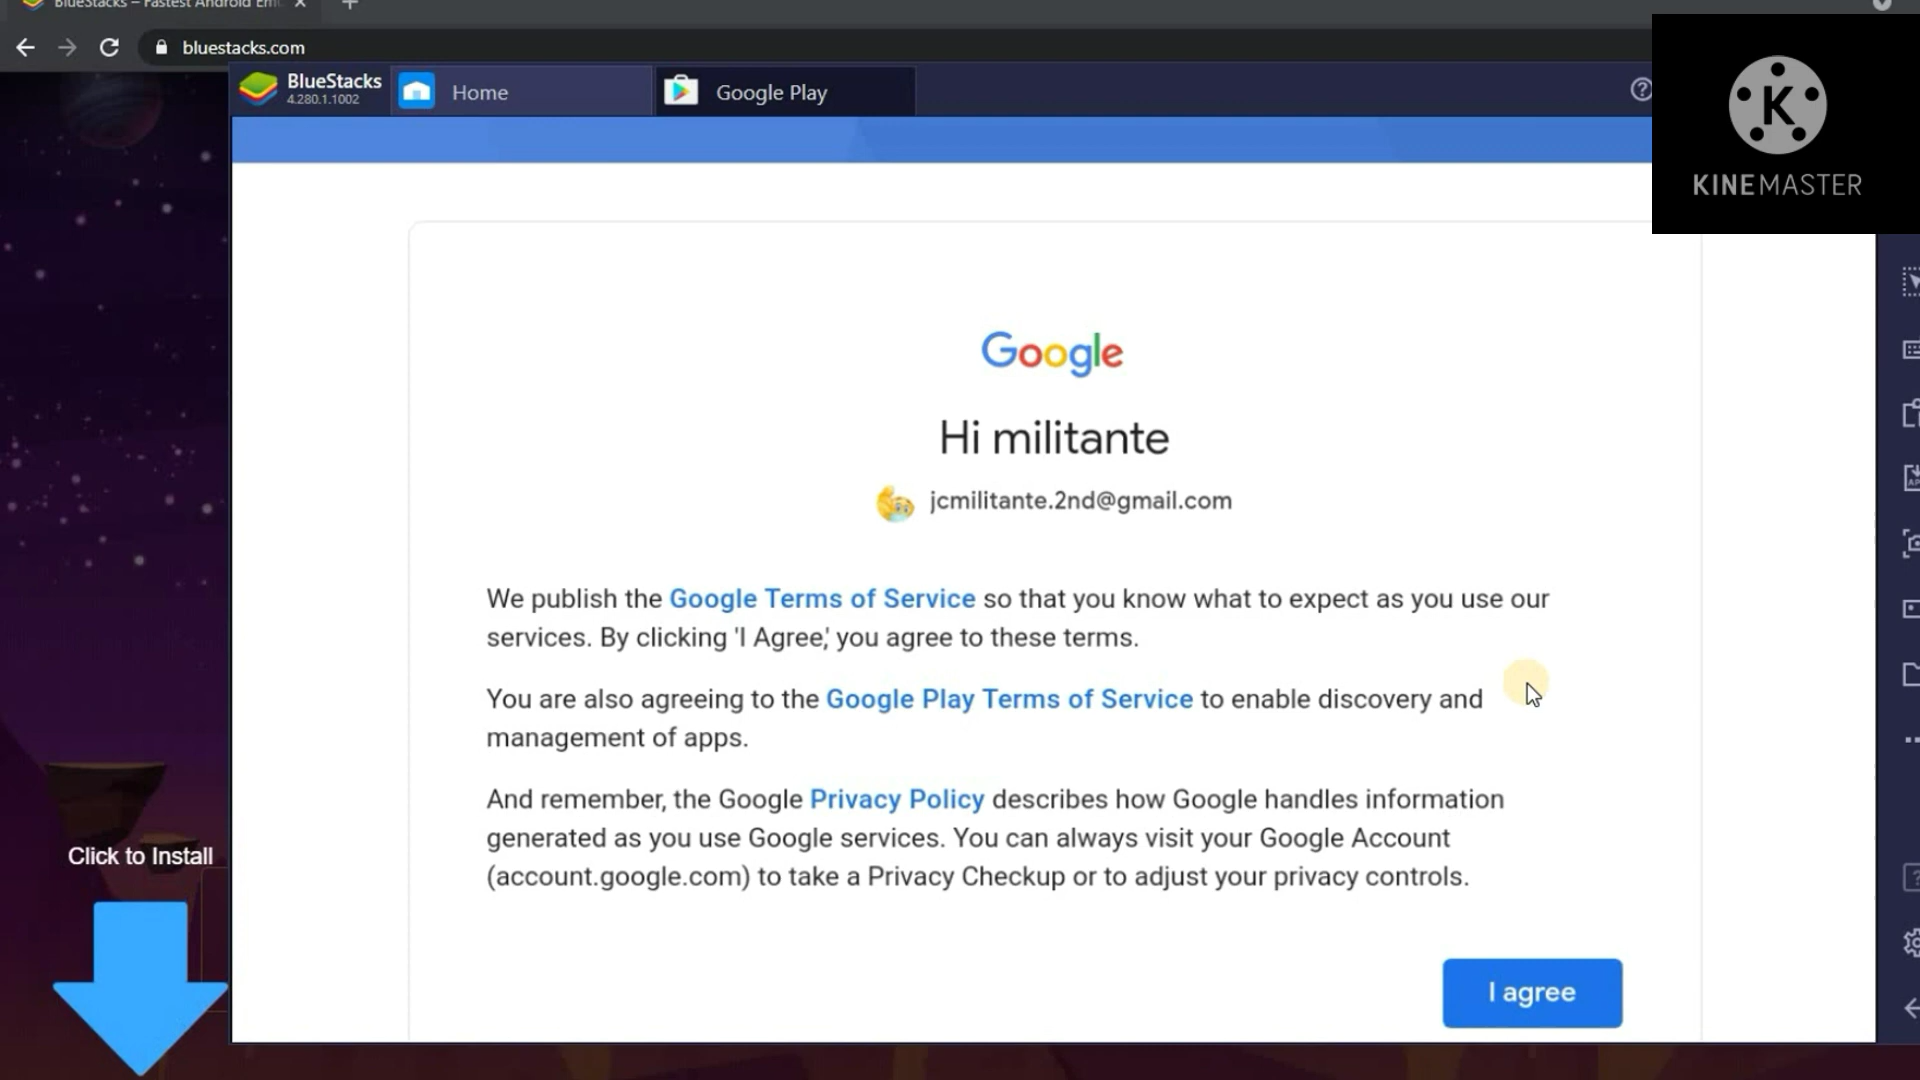 BlueStacks – Fastest Android Em
bluestacks.com
BlueStacks
4.280.1.1002
Home
Google Play
K
KINEMASTER
Google
Hi militante
jcmilitante.2nd@gmail.com
We publish the Google Terms of Service so that you know what to expect as you use our
services. By clicking 'I Agree,' you agree to these terms.
You are also agreeing to the Google Play Terms of Service to enable discovery and
management of apps.
And remember, the Google Privacy Policy describes how Google handles information
generated as you use Google services. You can always visit your Google Account
(account.google.com) to take a Privacy Checkup or to adjust your privacy controls.
Click to Install
I agree